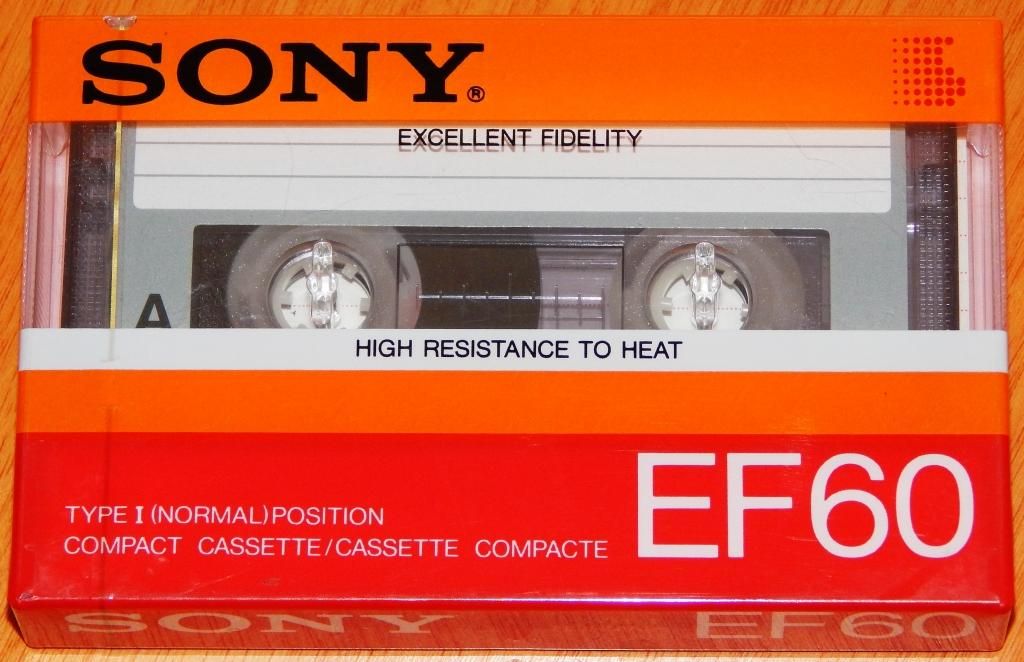 SONY®
EXCELLENT FIDELITY
A
HIGH RESISTANCE TO HEAT
EF60
TYPE I (NORMAL) POSITION
COMPACT CASSETTE/CASSETTE COMPACTE
SONY EF60